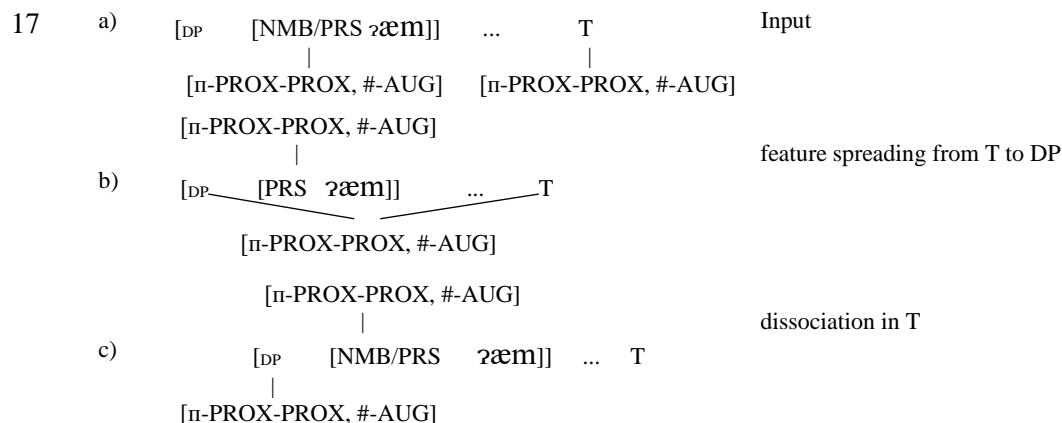 17 a) [DP [NMB/PRS ʔæm]] ... T Input
| |
[π-PROX-PROX, #-AUG] [π-PROX-PROX, #-AUG]
[π-PROX-PROX, #-AUG]
| feature spreading from T to DP
b) [DP [PRS ʔæm]] ... T
[π-PROX-PROX, #-AUG]
[π-PROX-PROX, #-AUG]
| dissociation in T
c) [DP [NMB/PRS ʔæm]] ... T
|
[π-PROX-PROX, #-AUG]